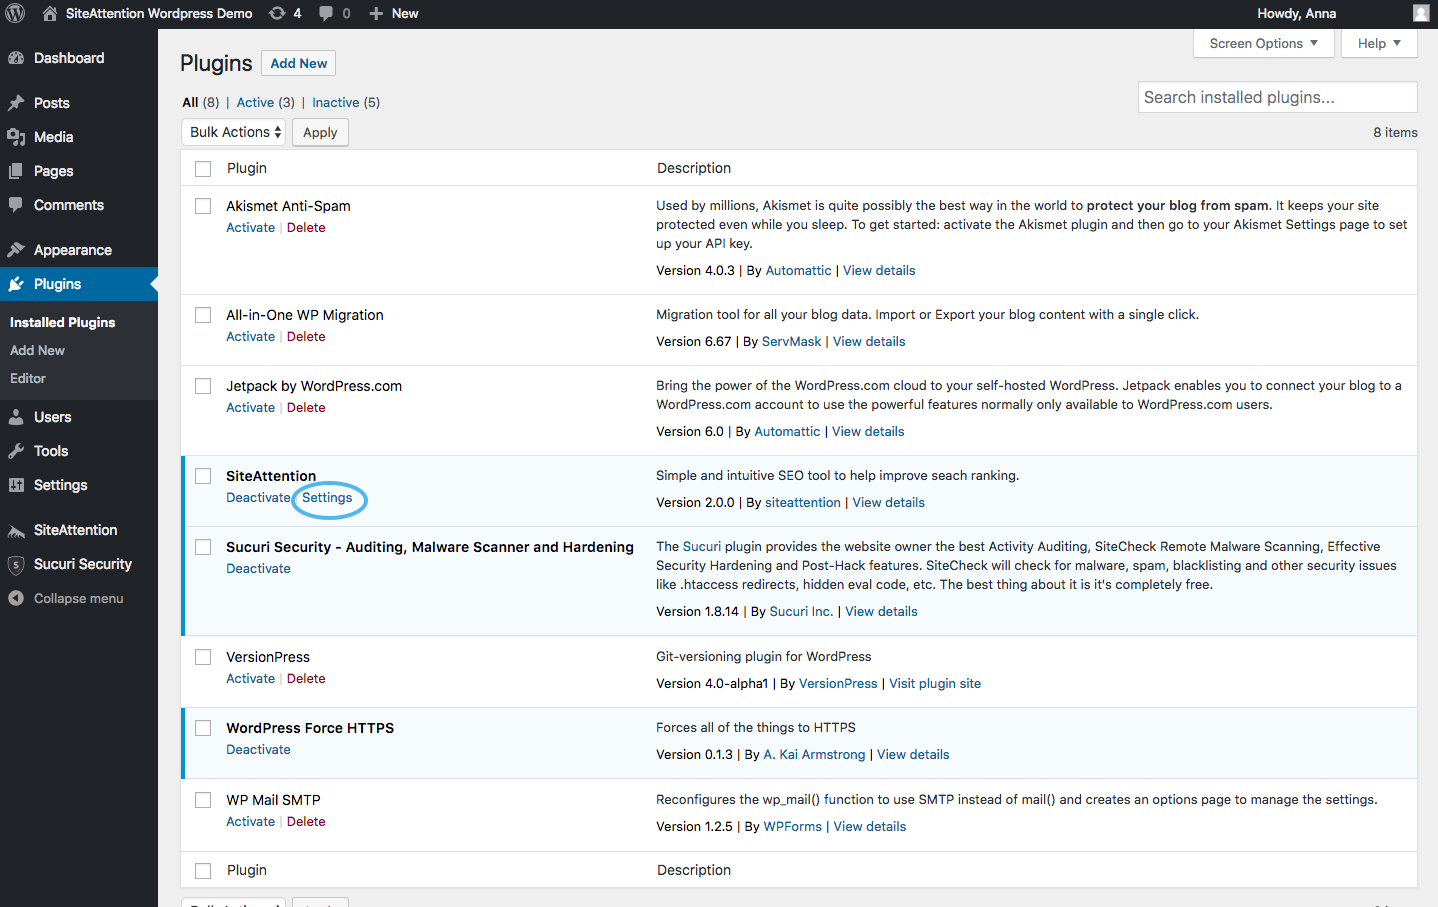 SiteAttention Wordpress Demo 4 0 New Howdy, Anna
Screen Options Help
Dashboard
Posts
Media
Pages
Comments
Appearance
Plugins
Installed Plugins
Add New
Editor
Users
Tools
Settings
SiteAttention
Sucuri Security
Collapse menu
Plugins Add New
All (8) | Active (3) | Inactive (5)
Search installed plugins...
Bulk Actions Apply
8 items
Plugin Description
Akismet Anti-Spam
Activate | Delete
Used by millions, Akismet is quite possibly the best way in the world to protect your blog from spam. It keeps your site
protected even while you sleep. To get started: activate the Akismet plugin and then go to your Akismet Settings page to set
up your API key.
Version 4.0.3 | By Automattic | View details
All-in-One WP Migration
Activate | Delete
Migration tool for all your blog data. Import or Export your blog content with a single click.
Version 6.67 | By ServMask | View details
Jetpack by WordPress.com
Activate | Delete
Bring the power of the WordPress.com cloud to your self-hosted WordPress. Jetpack enables you to connect your blog to a
WordPress.com account to use the powerful features normally only available to WordPress.com users.
Version 6.0 | By Automattic | View details
SiteAttention
Deactivate Settings
Simple and intuitive SEO tool to help improve seach ranking.
Version 2.0.0 | By siteattention | View details
Sucuri Security - Auditing, Malware Scanner and Hardening
Deactivate
The Sucuri plugin provides the website owner the best Activity Auditing, SiteCheck Remote Malware Scanning, Effective
Security Hardening and Post-Hack features. SiteCheck will check for malware, spam, blacklisting and other security issues
like .htaccess redirects, hidden eval code, etc. The best thing about it is it's completely free.
Version 1.8.14 | By Sucuri Inc. | View details
VersionPress
Activate | Delete
Git-versioning plugin for WordPress
Version 4.0-alpha1 | By VersionPress | Visit plugin site
WordPress Force HTTPS
Deactivate
Forces all of the things to HTTPS
Version 0.1.3 | By A. Kai Armstrong | View details
WP Mail SMTP
Activate | Delete
Reconfigures the wp_mail() function to use SMTP instead of mail() and creates an options page to manage the settings.
Version 1.2.5 | By WPForms | View details
Plugin Description